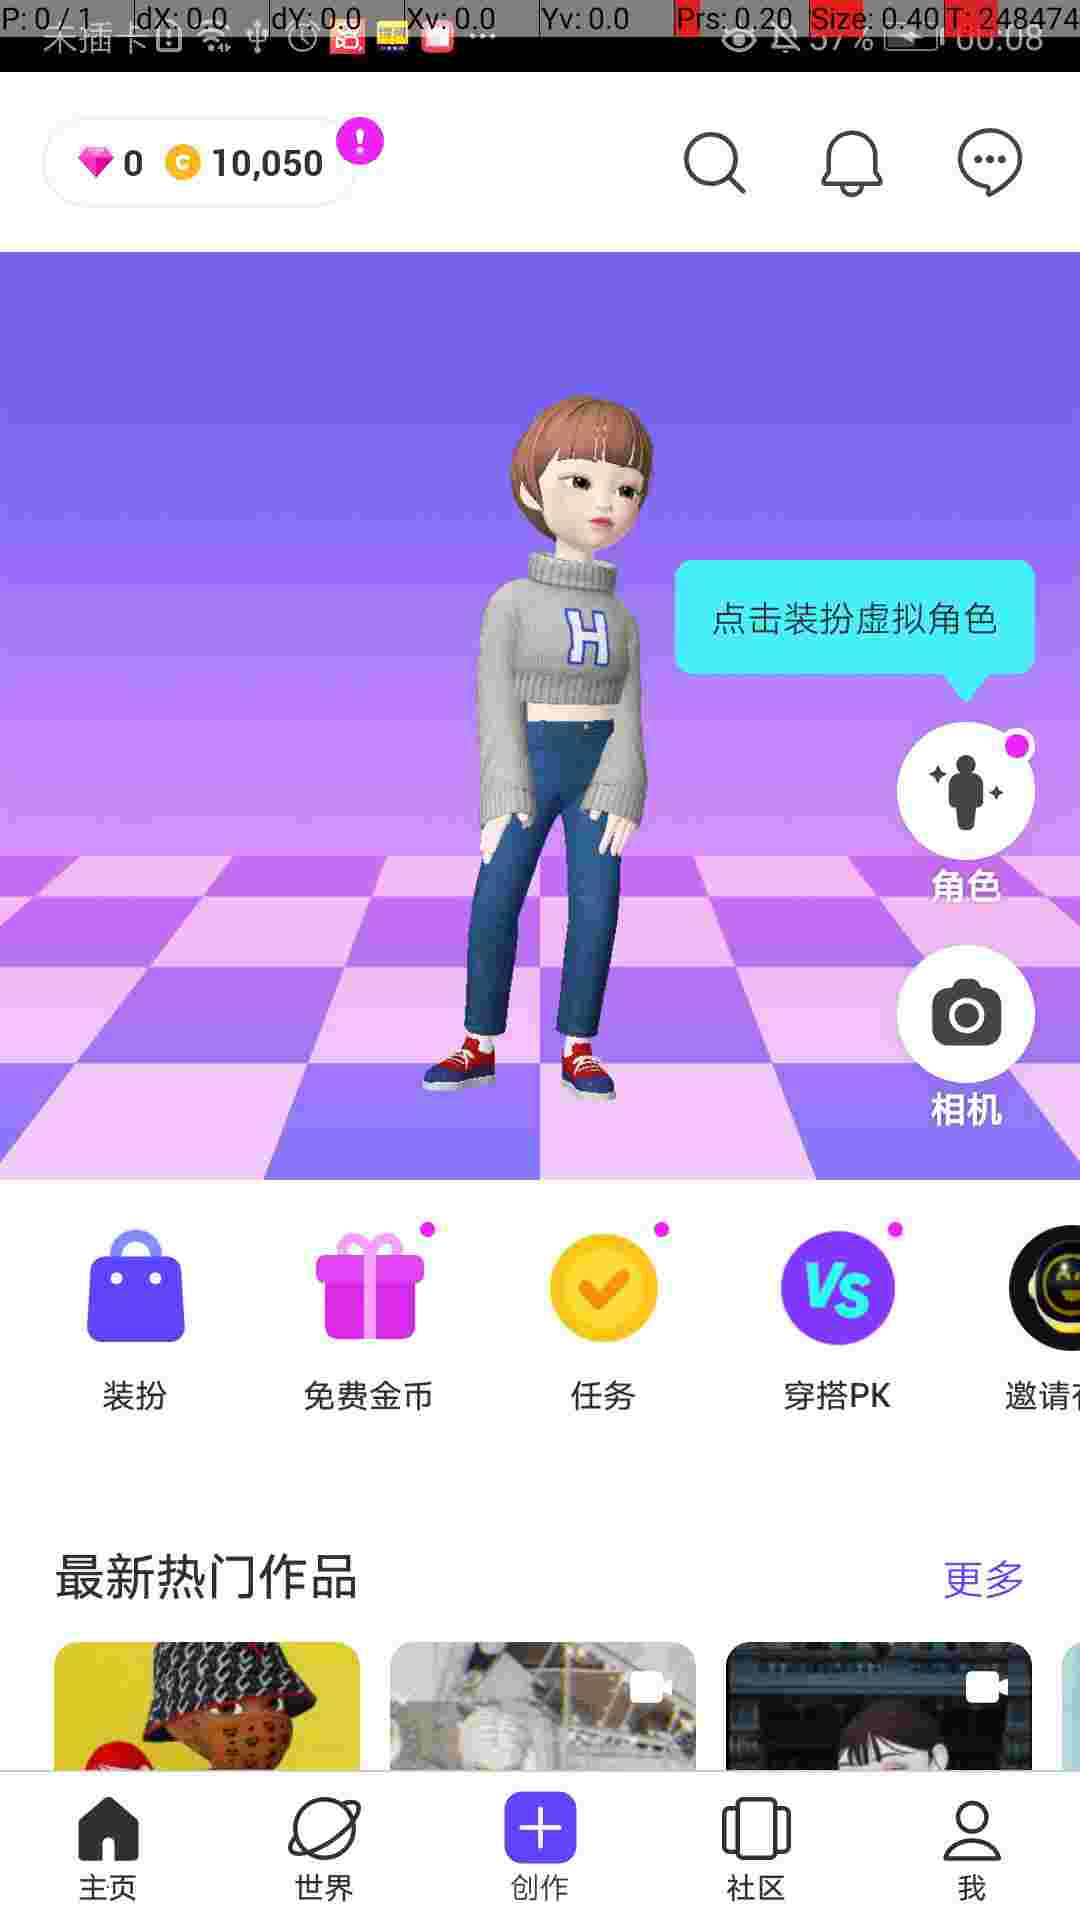 P: 0 / 1 dX: 0.0 dY: 0.0 Xv: 0.0 Yv: 0.0 Prs: 0.20 Size: 0.40 T: 248474
未插卡 57% 00:08
0 C 10,050 !
H
点击装扮虚拟角色
角色
相机
VS
装扮 免费金币 任务 穿搭PK 邀请
最新热门作品 更多
主页 世界 创作 社区 我